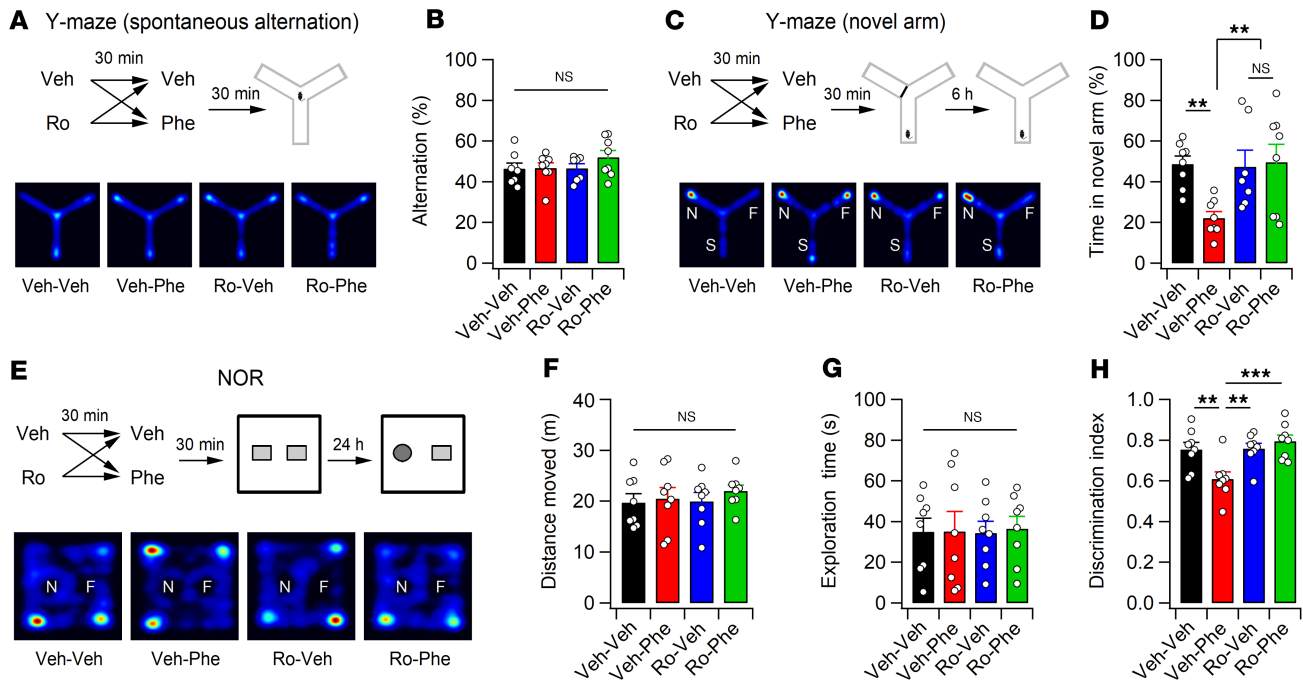 A
Y-maze (spontaneous alternation)
30 min
Veh
Veh
30 min
Ro
Phe
Veh-Veh
Veh-Phe
Ro-Veh
Ro-Phe
B
Alternation (%)
100
80
60
40
20
0
NS
Veh-Veh
Veh-Phe
Ro-Veh
Ro-Phe
C
Y-maze (novel arm)
30 min
Veh
Veh
30 min
6 h
Ro
Phe
N
F
S
N
F
S
N
F
S
N
F
S
Veh-Veh
Veh-Phe
Ro-Veh
Ro-Phe
D
Time in novel arm (%)
100
80
60
40
20
0
**
**
NS
Veh-Veh
Veh-Phe
Ro-Veh
Ro-Phe
E
NOR
30 min
Veh
Veh
30 min
24 h
Ro
Phe
N
F
N
F
N
F
N
F
Veh-Veh
Veh-Phe
Ro-Veh
Ro-Phe
F
Distance moved (m)
40
30
20
10
0
NS
Veh-Veh
Veh-Phe
Ro-Veh
Ro-Phe
G
Exploration time (s)
100
80
60
40
20
0
NS
Veh-Veh
Veh-Phe
Ro-Veh
Ro-Phe
H
Discrimination index
1.0
0.8
0.6
0.4
0.2
0.0
***
**
**
Veh-Veh
Veh-Phe
Ro-Veh
Ro-Phe